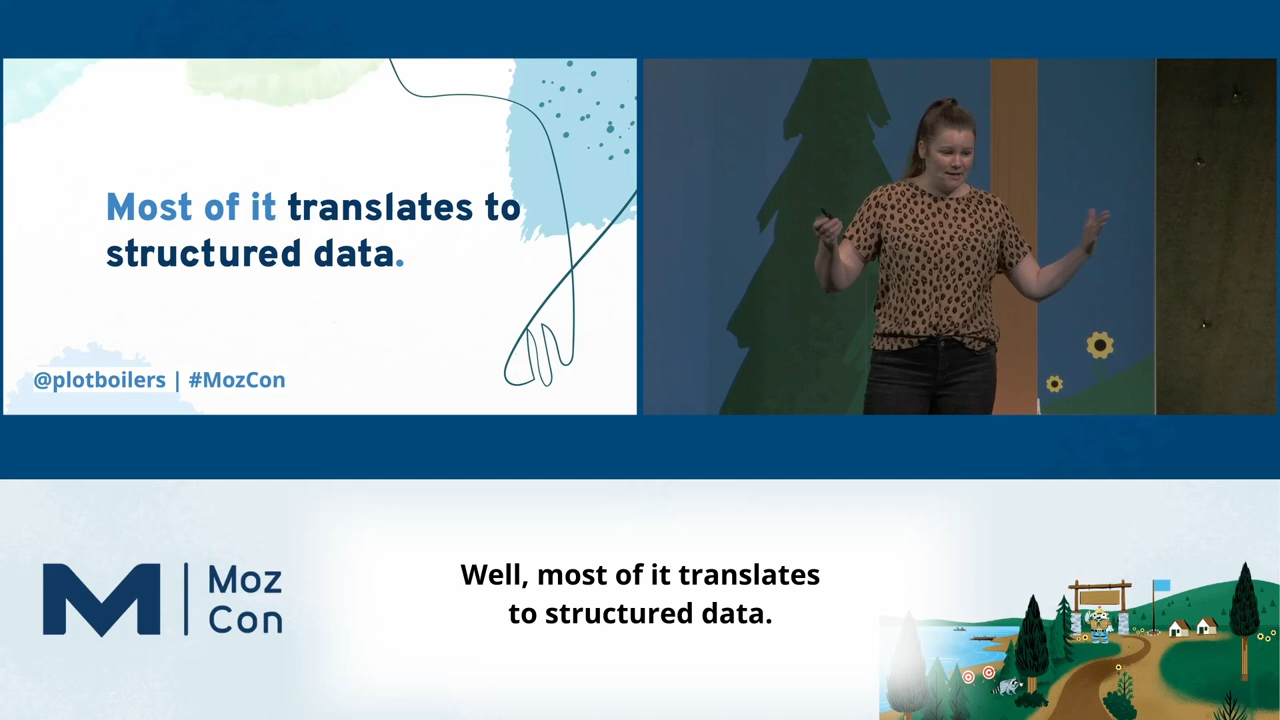 Most of it translates to
structured data.
@plotboilers | #MozCon
Moz
Con
Well, most of it translates
to structured data.